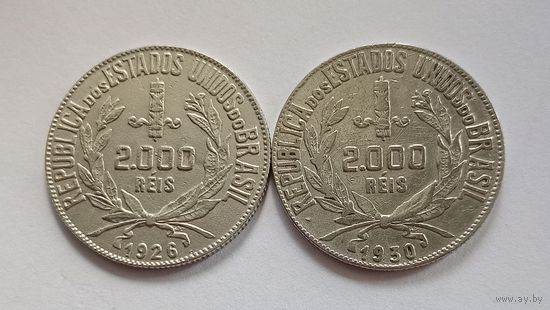 REPUBLICA DOS ESTADOS UNIDOS DO BRASIL
2.000
RÉIS
1926
REPUBLICA DOS ESTADOS UNIDOS DO BRASIL
2.000
RÉIS
1930
www.ay.by